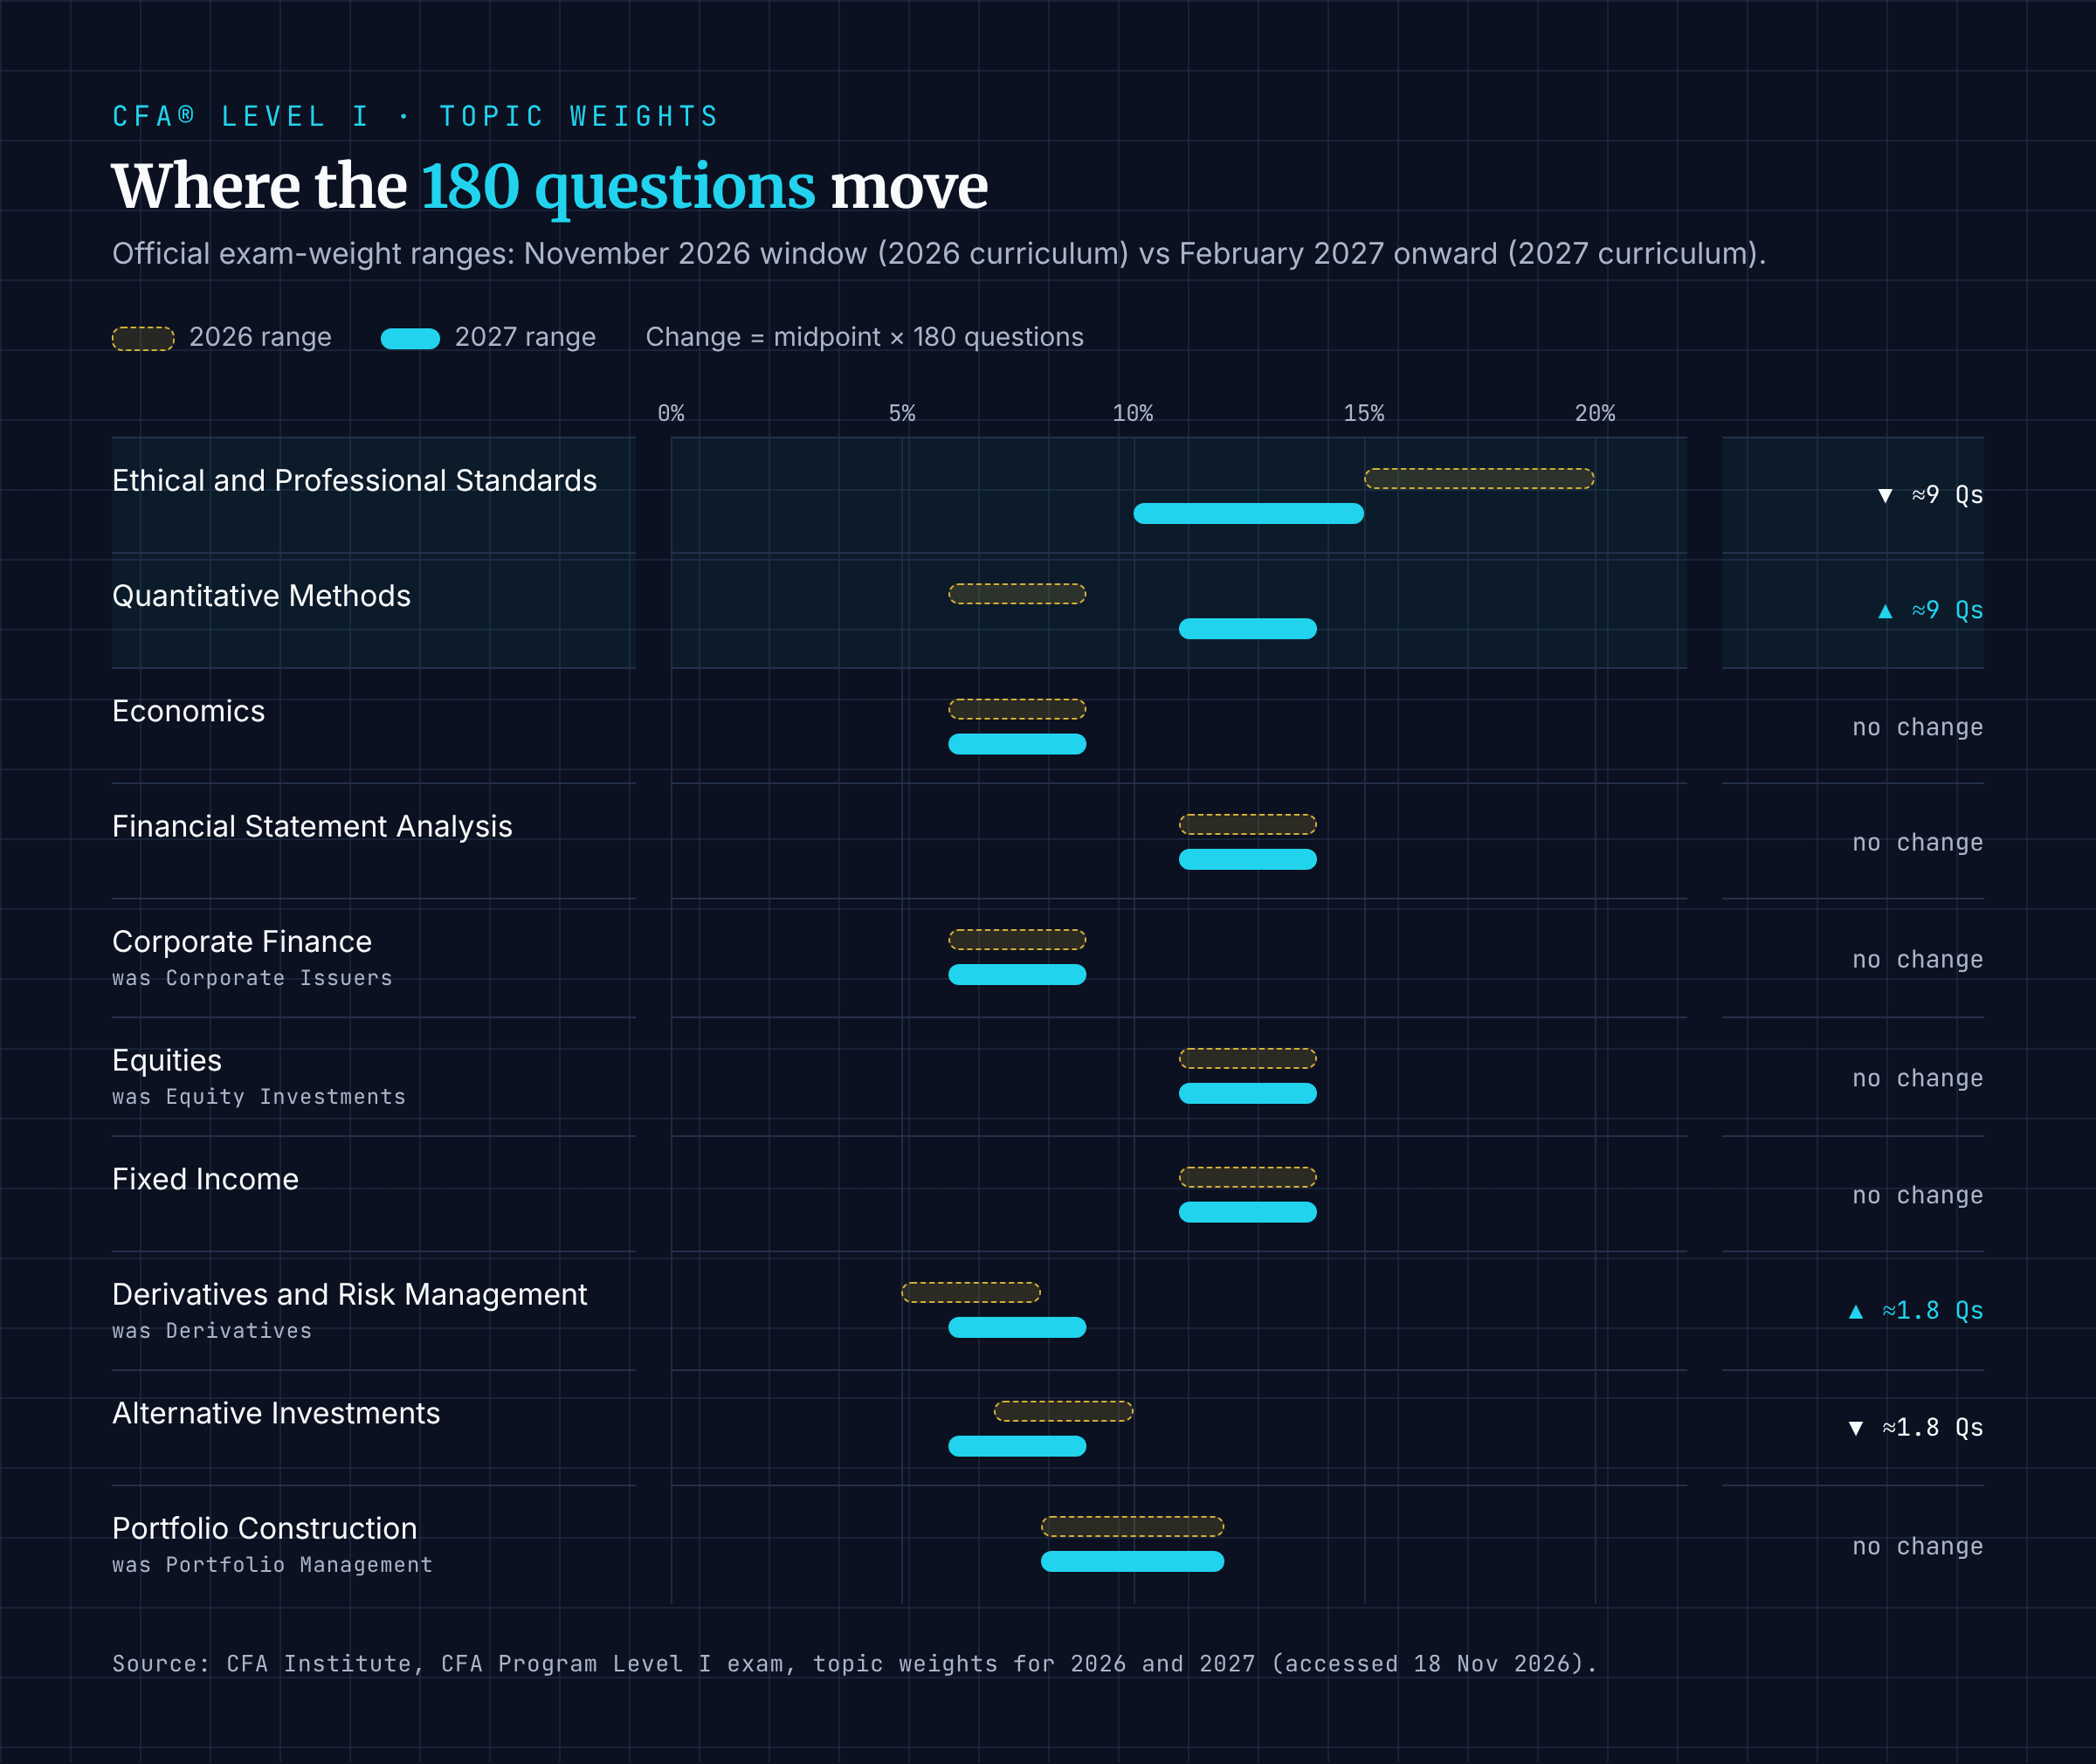 CFA® LEVEL I · TOPIC WEIGHTS
Where the 180 questions move
Official exam-weight ranges: November 2026 window (2026 curriculum) vs February 2027 onward (2027 curriculum).
2026 range 2027 range Change = midpoint × 180 questions
0% 5% 10% 15% 20%
Ethical and Professional Standards
▼ ≈9 Qs
Quantitative Methods
▲ ≈9 Qs
Economics
no change
Financial Statement Analysis
no change
Corporate Finance
was Corporate Issuers
no change
Equities
was Equity Investments
no change
Fixed Income
no change
Derivatives and Risk Management
was Derivatives
▲ ≈1.8 Qs
Alternative Investments
▼ ≈1.8 Qs
Portfolio Construction
was Portfolio Management
no change
Source: CFA Institute, CFA Program Level I exam, topic weights for 2026 and 2027 (accessed 18 Nov 2026).